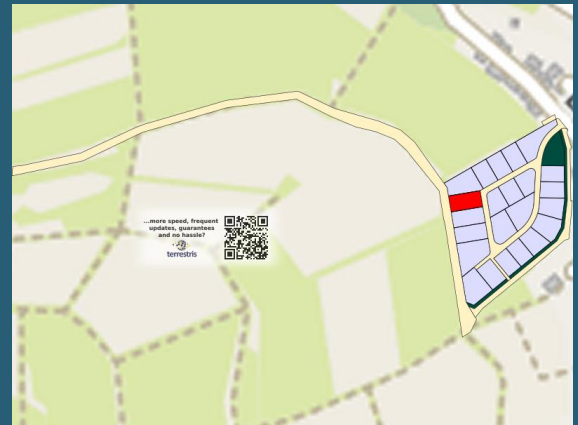 ...more speed, frequent
updates, guarantees
and no hassle?
terrestris